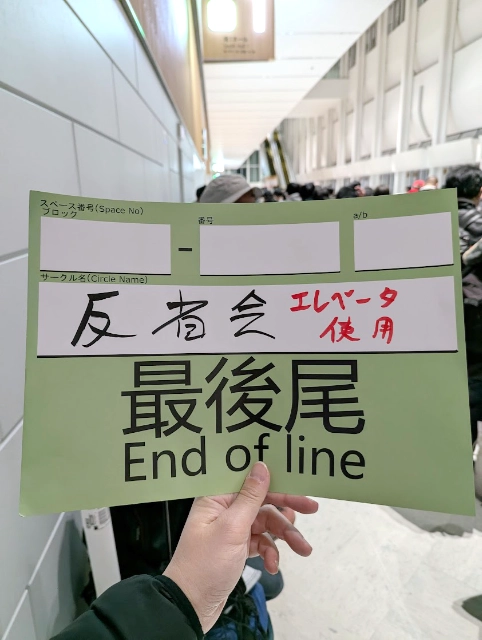 スペース番号(Space No)
ブロック
番号
a/b
–
サークル名(Circle Name)
反省会 エレベータ
使用
最後尾
End of line